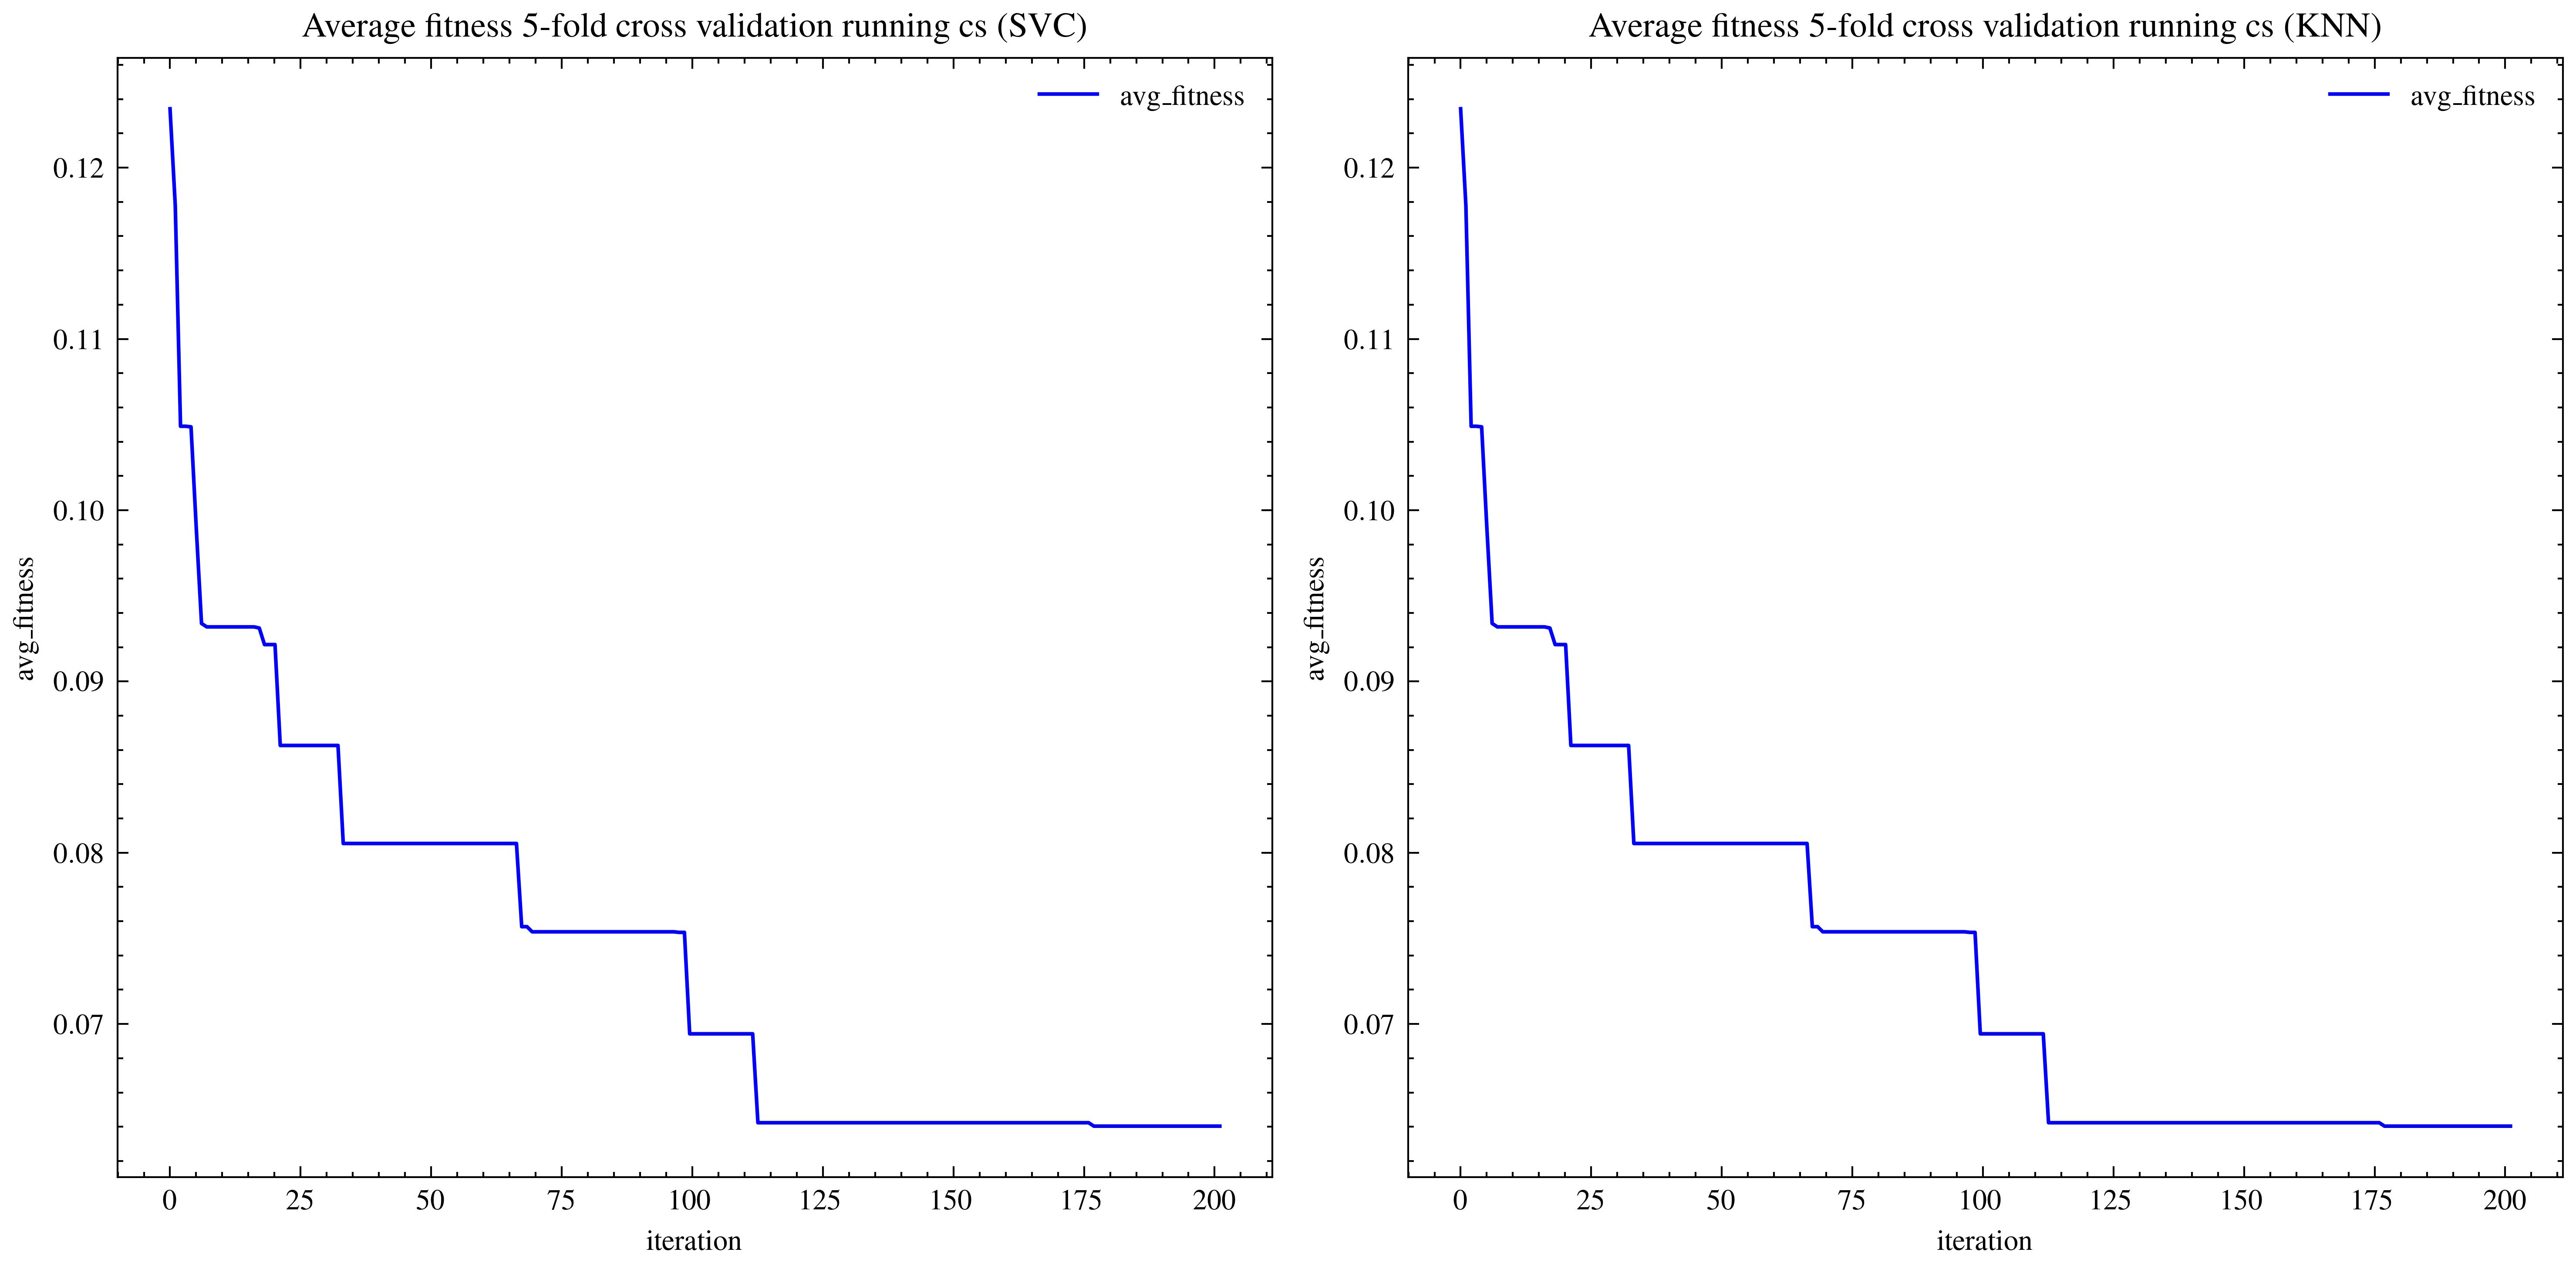 Average fitness 5-fold cross validation running cs (SVC)
avg_fitness
0.12
0.11
0.10
0.09
0.08
0.07
avg_fitness
0 25 50 75 100 125 150 175 200
iteration
Average fitness 5-fold cross validation running cs (KNN)
avg_fitness
0.12
0.11
0.10
0.09
0.08
0.07
avg_fitness
0 25 50 75 100 125 150 175 200
iteration